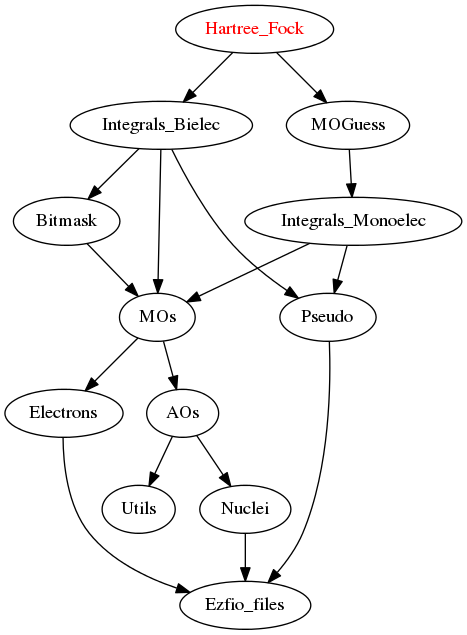 Hartree_Fock
Integrals_Bielec
MOGuess
Bitmask
Integrals_Monoelec
MOs
Pseudo
Electrons
AOs
Utils
Nuclei
Ezfio_files